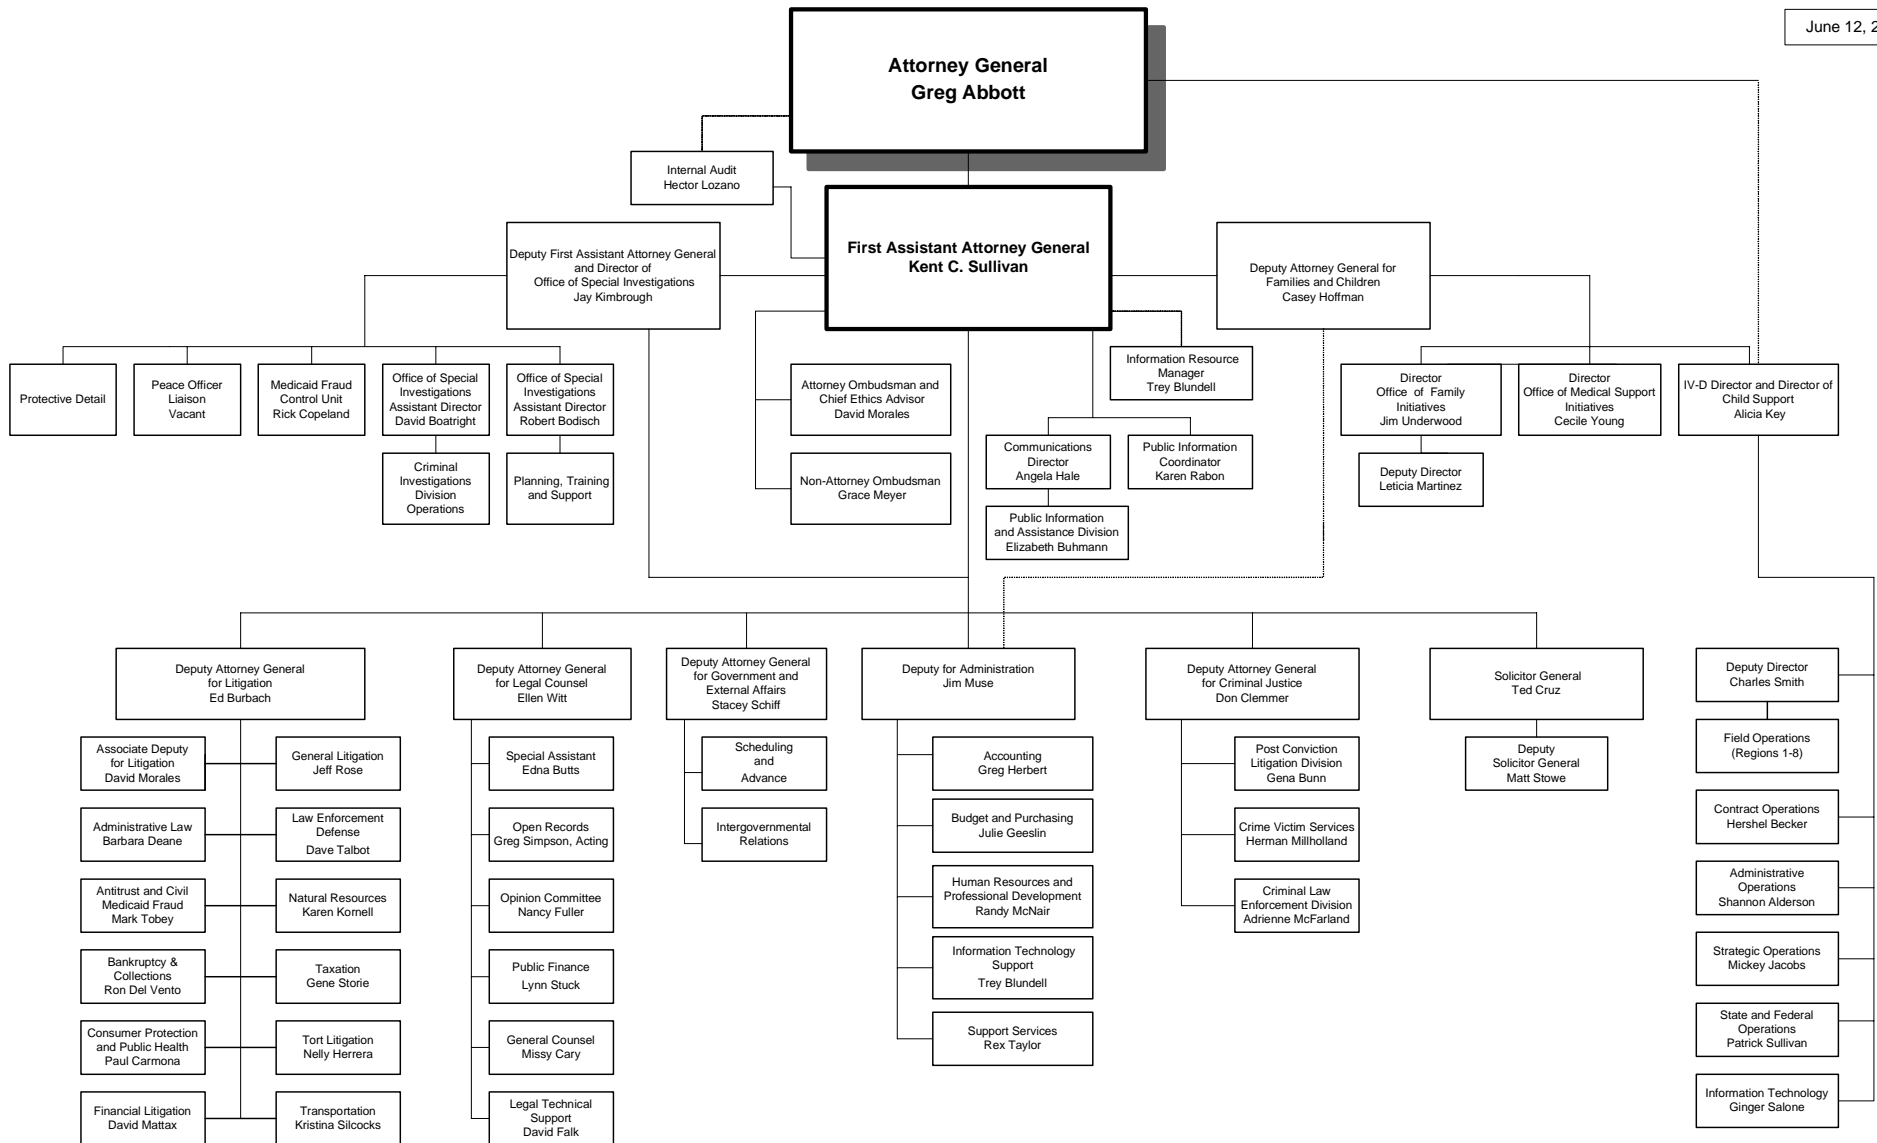 June 12, 2
Attorney General
Greg Abbott
Internal Audit
Hector Lozano
First Assistant Attorney General
Kent C. Sullivan
Deputy First Assistant Attorney General
and Director of
Office of Special Investigations
Jay Kimbrough
Deputy Attorney General for
Families and Children
Casey Hoffman
Protective Detail
Peace Officer
Liaison
Vacant
Medicaid Fraud
Control Unit
Rick Copeland
Office of Special
Investigations
Assistant Director
David Boatright
Office of Special
Investigations
Assistant Director
Robert Bodisch
Criminal
Investigations
Division
Operations
Planning, Training
and Support
Attorney Ombudsman and
Chief Ethics Advisor
David Morales
Non-Attorney Ombudsman
Grace Meyer
Information Resource
Manager
Trey Blundell
Communications
Director
Angela Hale
Public Information
Coordinator
Karen Rabon
Public Information
and Assistance Division
Elizabeth Buhmann
Director
Office of Family
Initiatives
Jim Underwood
Director
Office of Medical Support
Initiatives
Cecile Young
IV-D Director and Director of
Child Support
Alicia Key
Deputy Director
Leticia Martinez
Deputy Attorney General
for Litigation
Ed Burbach
Deputy Attorney General
for Legal Counsel
Ellen Witt
Deputy Attorney General
for Government and
External Affairs
Stacey Schiff
Deputy for Administration
Jim Muse
Deputy Attorney General
for Criminal Justice
Don Clemmer
Solicitor General
Ted Cruz
Deputy Director
Charles Smith
Associate Deputy
for Litigation
David Morales
General Litigation
Jeff Rose
Administrative Law
Barbara Deane
Law Enforcement
Defense
Dave Talbot
Antitrust and Civil
Medicaid Fraud
Mark Tobey
Natural Resources
Karen Kornell
Bankruptcy &
Collections
Ron Del Vento
Taxation
Gene Storie
Consumer Protection
and Public Health
Paul Carmona
Tort Litigation
Nelly Herrera
Financial Litigation
David Mattax
Transportation
Kristina Silcocks
Special Assistant
Edna Butts
Open Records
Greg Simpson, Acting
Opinion Committee
Nancy Fuller
Public Finance
Lynn Stuck
General Counsel
Missy Cary
Legal Technical
Support
David Falk
Scheduling
and
Advance
Intergovernmental
Relations
Accounting
Greg Herbert
Budget and Purchasing
Julie Geeslin
Human Resources and
Professional Development
Randy McNair
Information Technology
Support
Trey Blundell
Support Services
Rex Taylor
Post Conviction
Litigation Division
Gena Bunn
Crime Victim Services
Herman Millholland
Criminal Law
Enforcement Division
Adrienne McFarland
Deputy
Solicitor General
Matt Stowe
Field Operations
(Regions 1-8)
Contract Operations
Hershel Becker
Administrative
Operations
Shannon Alderson
Strategic Operations
Mickey Jacobs
State and Federal
Operations
Patrick Sullivan
Information Technology
Ginger Salone